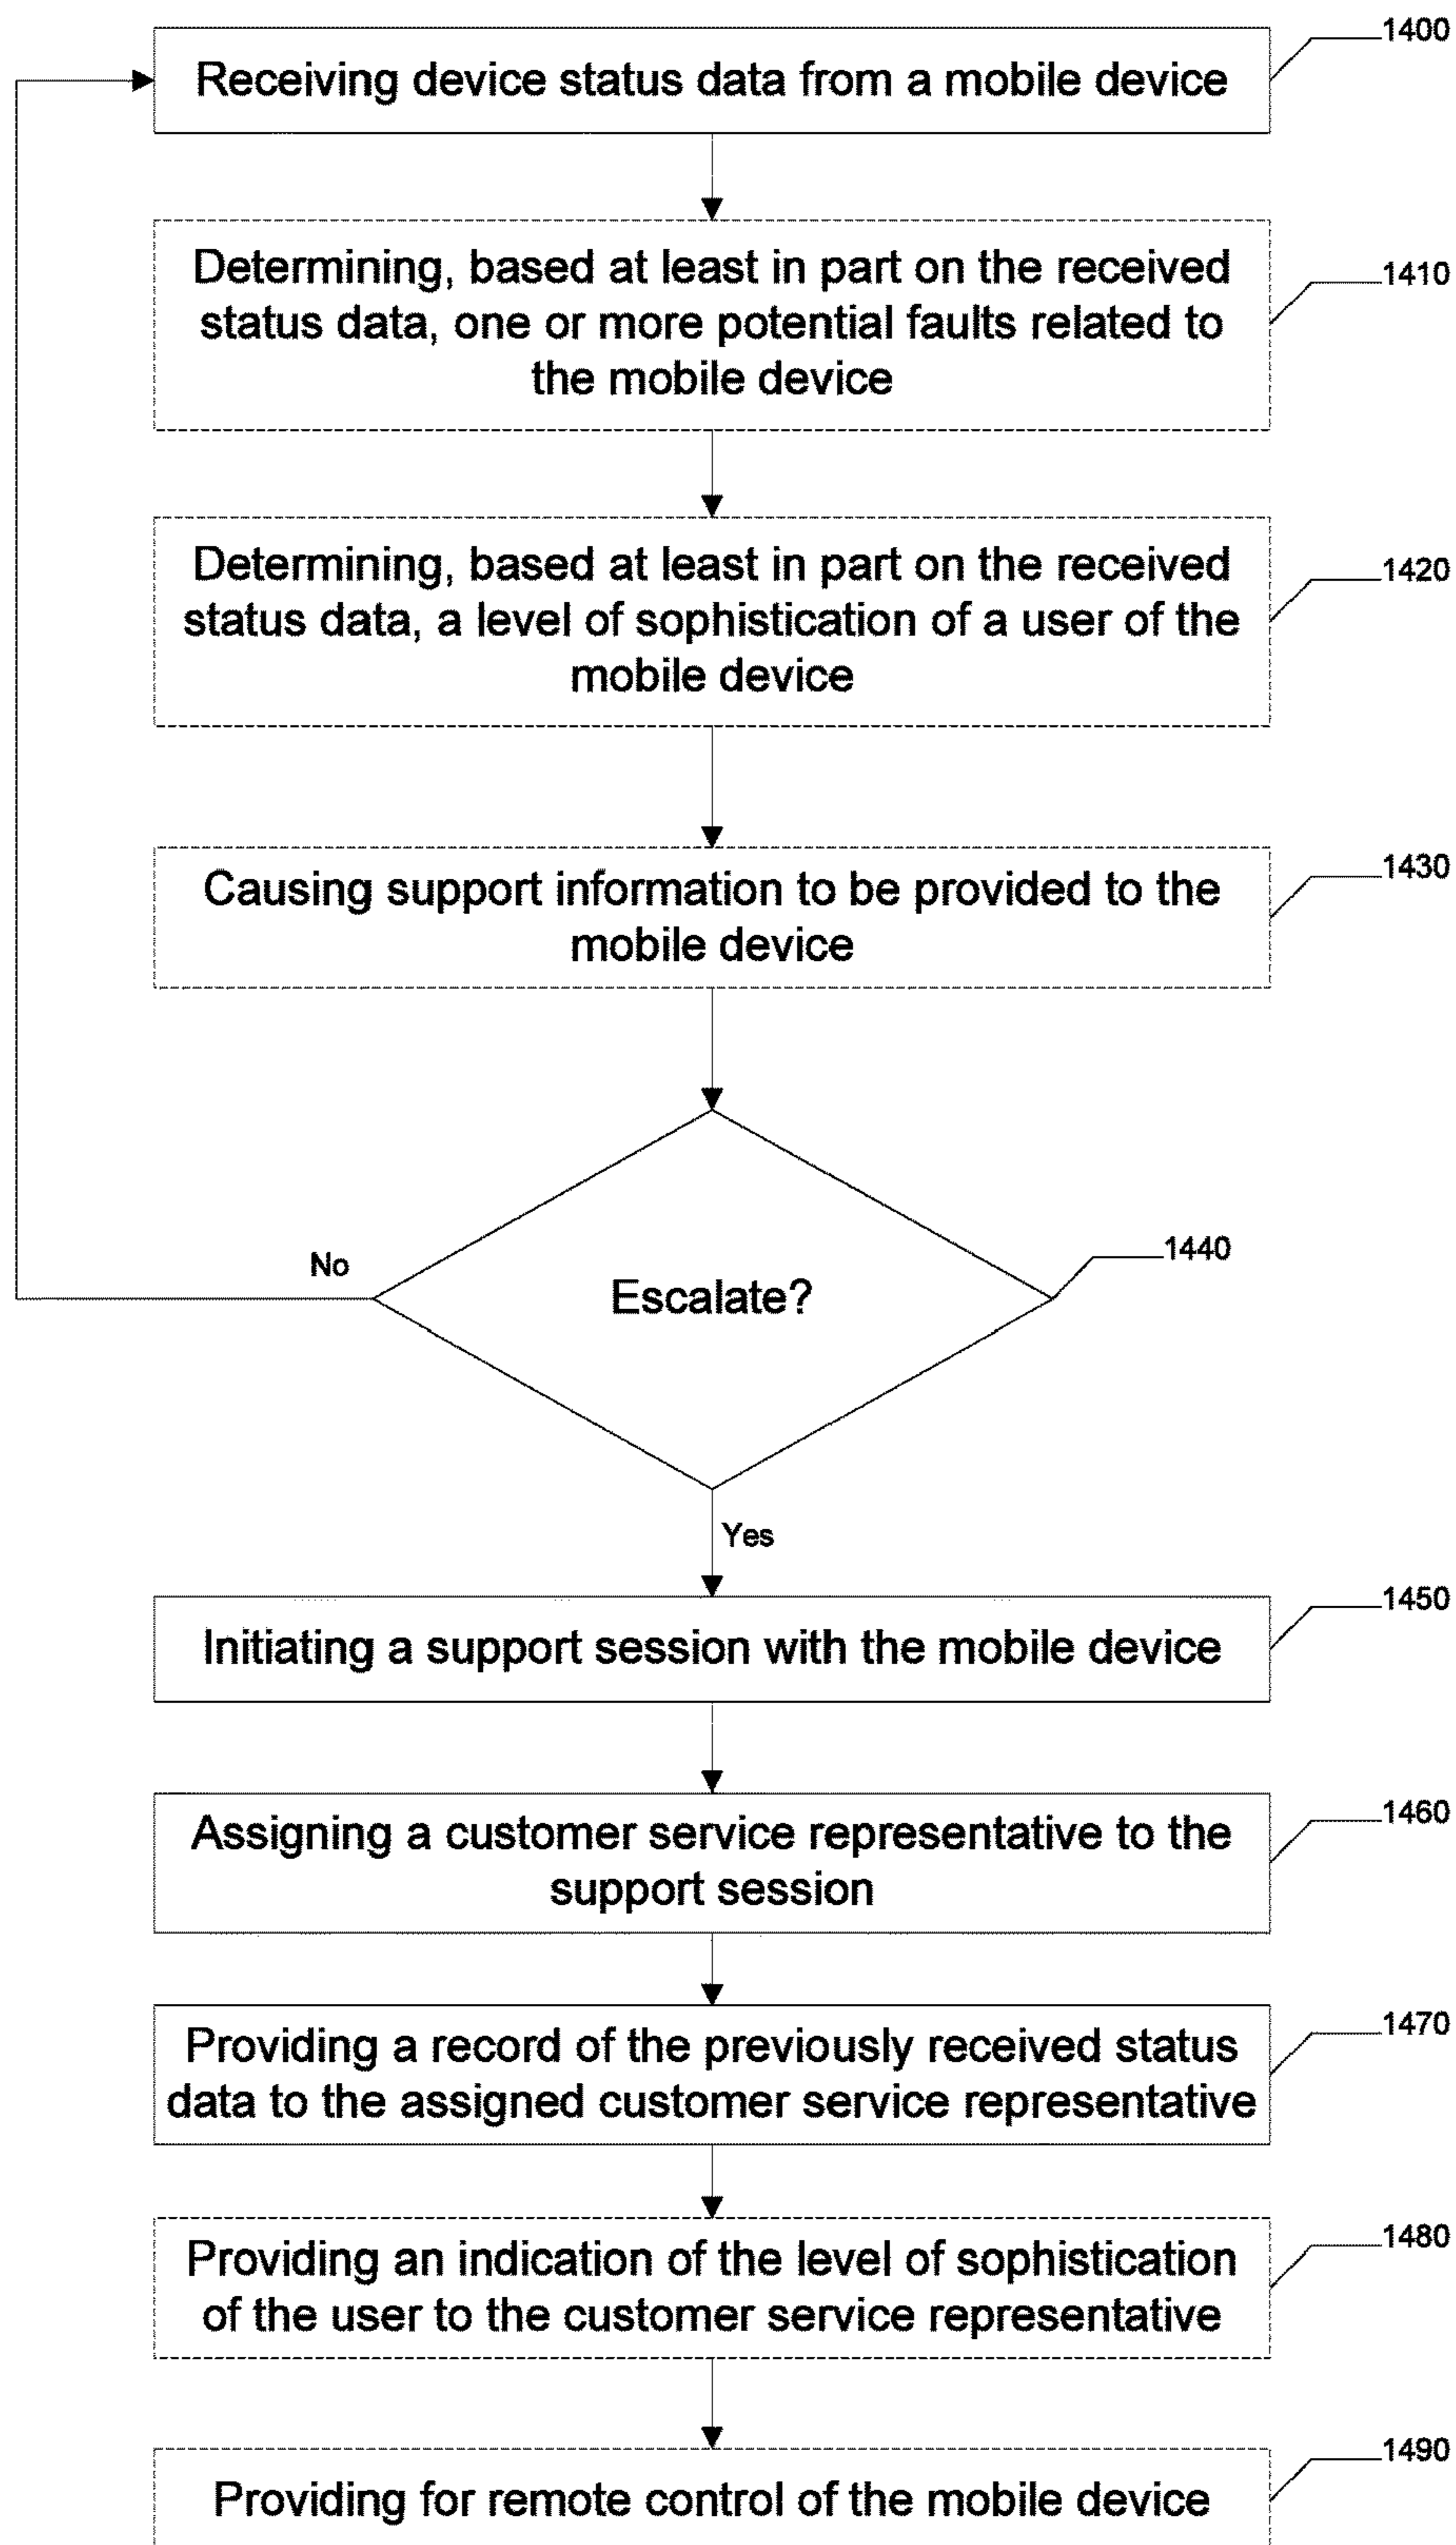 1400
Receiving device status data from a mobile device
Determining, based at least in part on the received
status data, one or more potential faults related to
the mobile device
1410
Determining, based at least in part on the received
status data, a level of sophistication of a user of the
mobile device
1420
Causing support information to be provided to the
mobile device
1430
No
Escalate?
1440
Yes
Initiating a support session with the mobile device
1450
Assigning a customer service representative to the
support session
1460
Providing a record of the previously received status
data to the assigned customer service representative
1470
Providing an indication of the level of sophistication
of the user to the customer service representative
1480
Providing for remote control of the mobile device
1490